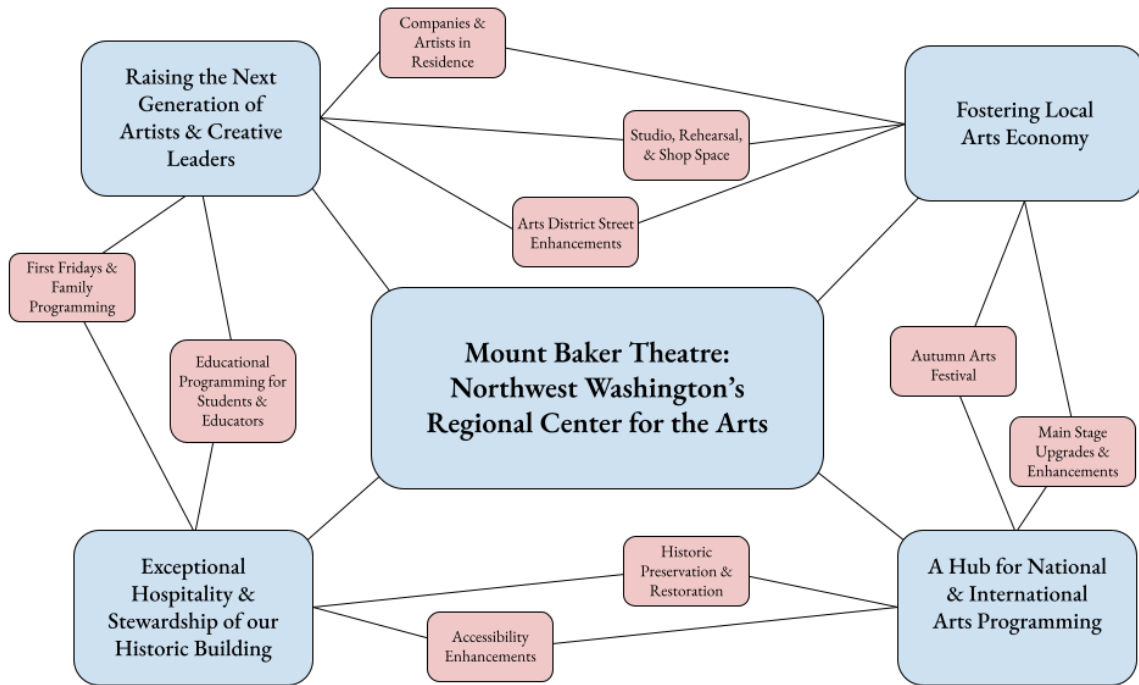 Companies &
Artists in
Residence
Raising the Next
Generation of
Artists & Creative
Leaders
Fostering Local
Arts Economy
Studio, Rehearsal,
& Shop Space
Arts District Street
Enhancements
First Fridays &
Family
Programming
Educational
Programming for
Students &
Educators
Mount Baker Theatre:
Northwest Washington’s
Regional Center for the Arts
Autumn Arts
Festival
Main Stage
Upgrades &
Enhancements
Exceptional
Hospitality &
Stewardship of our
Historic Building
Historic
Preservation &
Restoration
Accessibility
Enhancements
A Hub for National
& International
Arts Programming